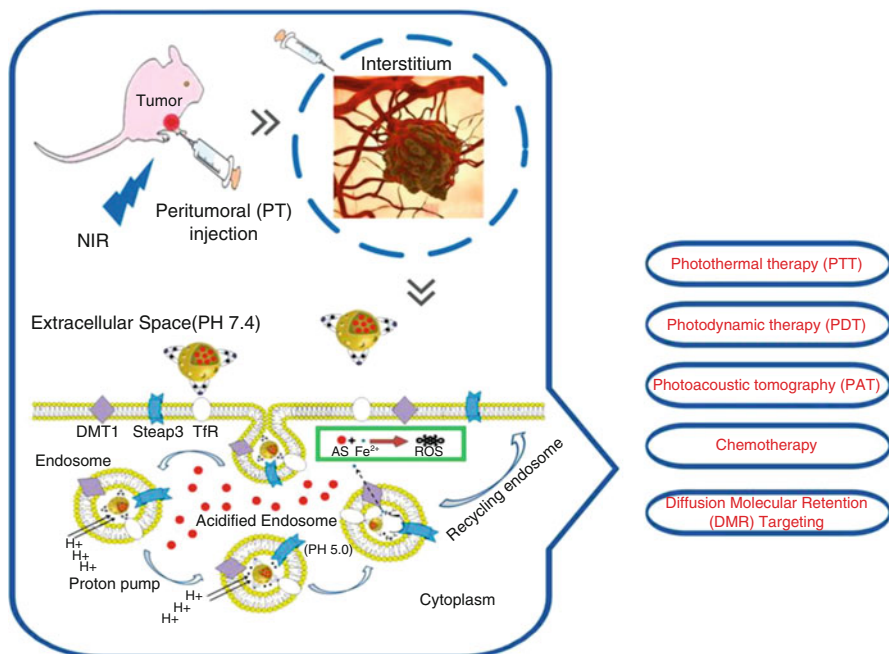 Tumor
Interstitium
Peritumoral (PT)
injection
NIR
Extracellular Space(PH 7.4)
DMT1
Steap3
TfR
AS + Fe²⁺ ROS
Endosome
Acidified Endosome
Recycling endosome
H+
H+
H+
Proton pump
(PH 5.0)
H+
H+
H+
Cytoplasm
Photothermal therapy (PTT)
Photodynamic therapy (PDT)
Photoacoustic tomography (PAT)
Chemotherapy
Diffusion Molecular Retention
(DMR) Targeting